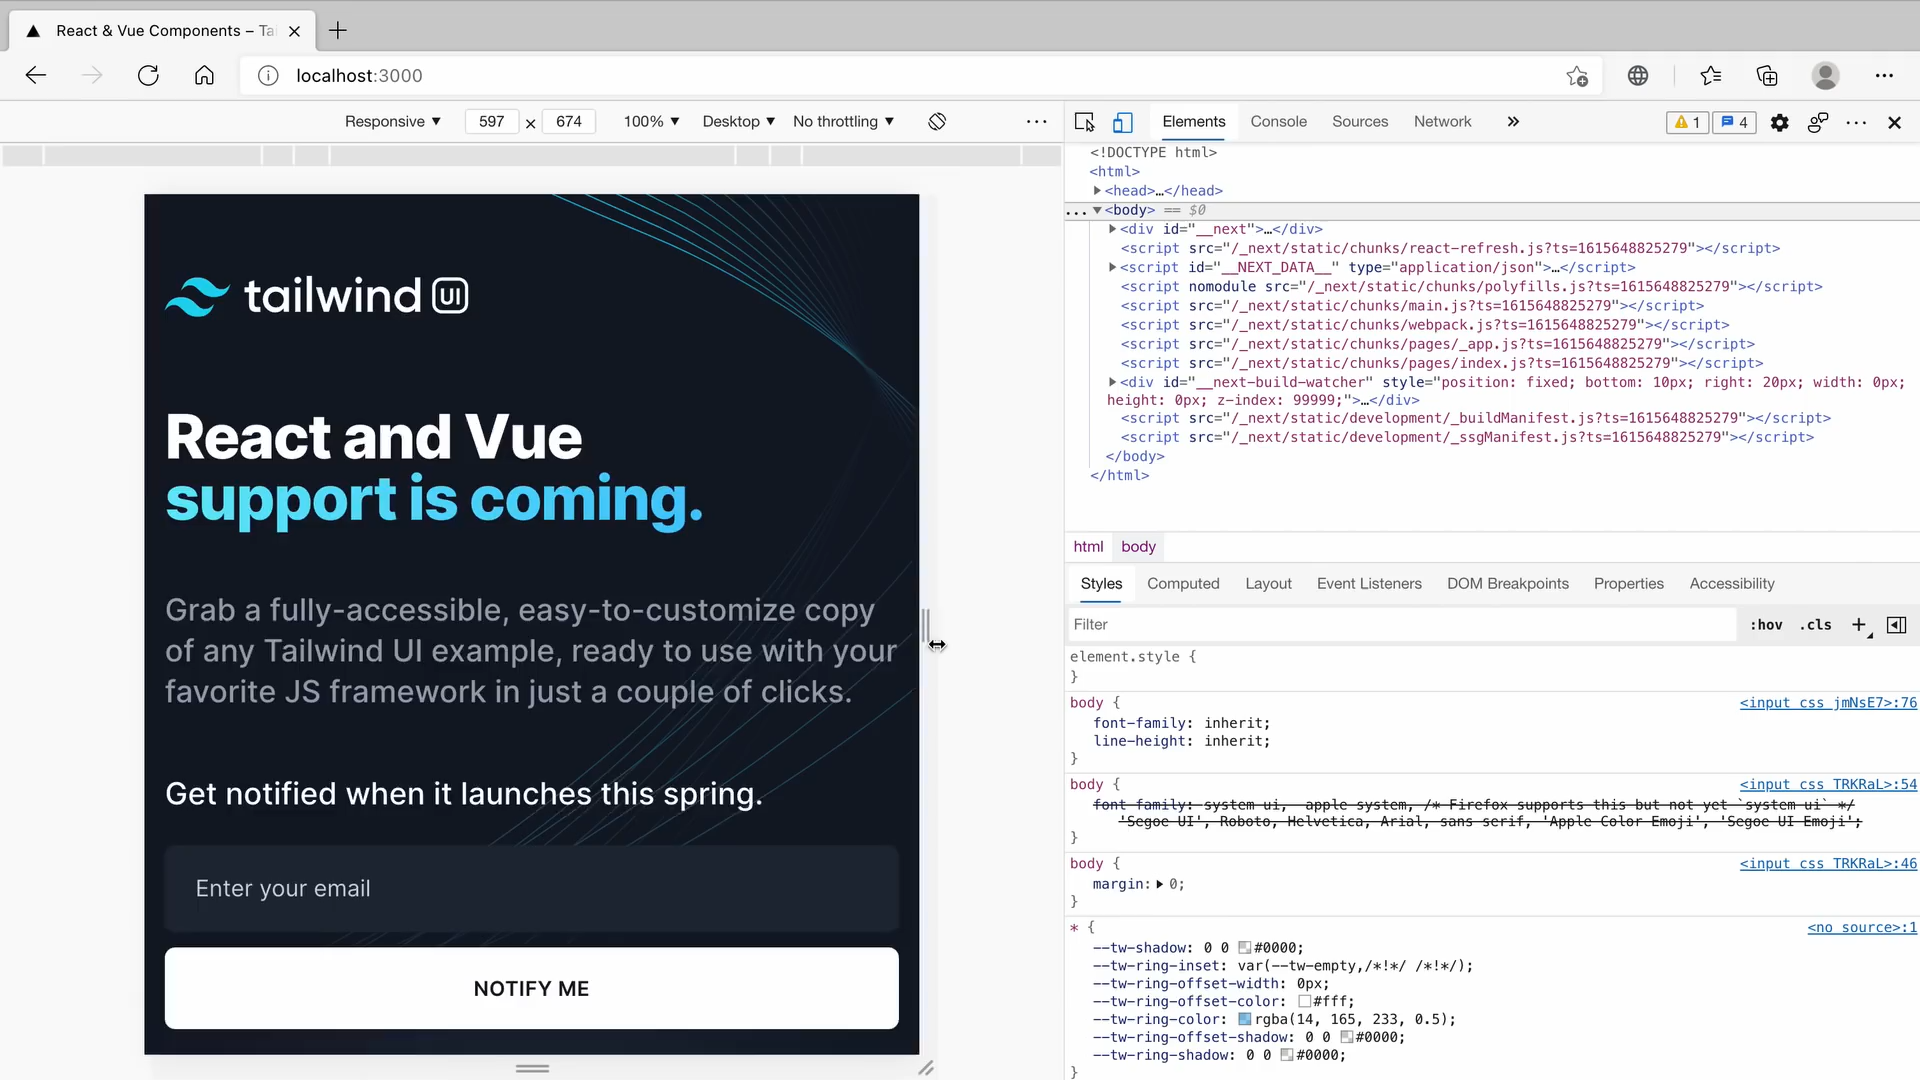 React & Vue Components – Ta
localhost:3000
Responsive 597 × 674 100% Desktop No throttling
Elements Console Sources Network 1 4
tailwind UI
React and Vue
support is coming.
Grab a fully-accessible, easy-to-customize copy
of any Tailwind UI example, ready to use with your
favorite JS framework in just a couple of clicks.
Get notified when it launches this spring.
Enter your email
NOTIFY ME
<!DOCTYPE html>
<html>
<head>…</head>
... <body> == $0
<div id="__next">…</div>
<script src="/_next/static/chunks/react-refresh.js?ts=1615648825279"></script>
<script id="__NEXT_DATA__" type="application/json">…</script>
<script nomodule src="/_next/static/chunks/polyfills.js?ts=1615648825279"></script>
<script src="/_next/static/chunks/main.js?ts=1615648825279"></script>
<script src="/_next/static/chunks/webpack.js?ts=1615648825279"></script>
<script src="/_next/static/chunks/pages/_app.js?ts=1615648825279"></script>
<script src="/_next/static/chunks/pages/index.js?ts=1615648825279"></script>
<div id="__next-build-watcher" style="position: fixed; bottom: 10px; right: 20px; width: 0px;
height: 0px; z-index: 99999;">…</div>
<script src="/_next/static/development/_buildManifest.js?ts=1615648825279"></script>
<script src="/_next/static/development/_ssgManifest.js?ts=1615648825279"></script>
</body>
</html>
html body
Styles Computed Layout Event Listeners DOM Breakpoints Properties Accessibility
Filter :hov .cls
element.style {
}
body { <input css jmNsE7>:76
font-family: inherit;
line-height: inherit;
}
body { <input css TRKRaL>:54
font-family: system-ui, -apple-system, /* Firefox supports this but not yet `system-ui` */
'Segoe UI', Roboto, Helvetica, Arial, sans-serif, 'Apple Color Emoji', 'Segoe UI Emoji';
}
body { <input css TRKRaL>:46
margin: 0;
}
* { <no source>:1
--tw-shadow: 0 0 #0000;
--tw-ring-inset: var(--tw-empty,/*!*/ /*!*/);
--tw-ring-offset-width: 0px;
--tw-ring-offset-color: #fff;
--tw-ring-color: rgba(14, 165, 233, 0.5);
--tw-ring-offset-shadow: 0 0 #0000;
--tw-ring-shadow: 0 0 #0000;
}